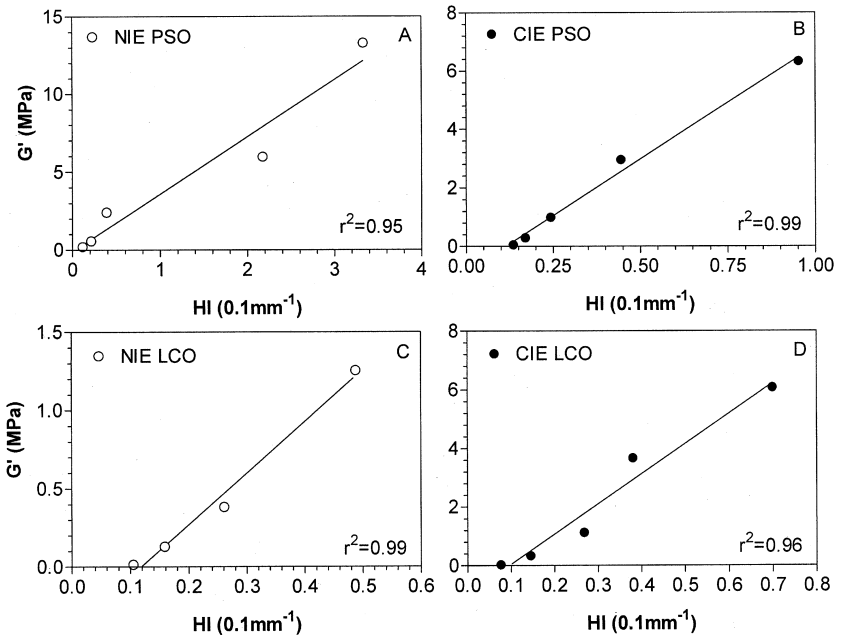 15
NIE PSO
A
10
5
0
0
1
2
3
4
G' (MPa)
r²=0.95
HI (0.1mm⁻¹)
8
CIE PSO
B
6
4
2
0
0.00
0.25
0.50
0.75
1.00
r²=0.99
HI (0.1mm⁻¹)
1.5
NIE LCO
C
1.0
0.5
0.0
0.0
0.1
0.2
0.3
0.4
0.5
0.6
G' (MPa)
r²=0.99
HI (0.1mm⁻¹)
8
CIE LCO
D
6
4
2
0
0.0
0.1
0.2
0.3
0.4
0.5
0.6
0.7
0.8
r²=0.96
HI (0.1mm⁻¹)